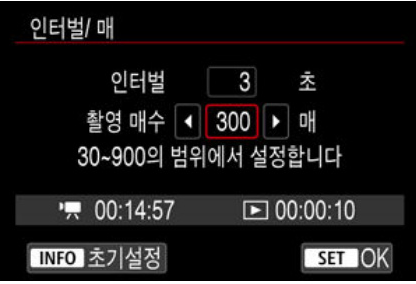 인터벌/ 매
인터벌 3 초
촬영 매수 300 매
30~900의 범위에서 설정합니다
00:14:57 00:00:10
INFO 초기설정 SET OK